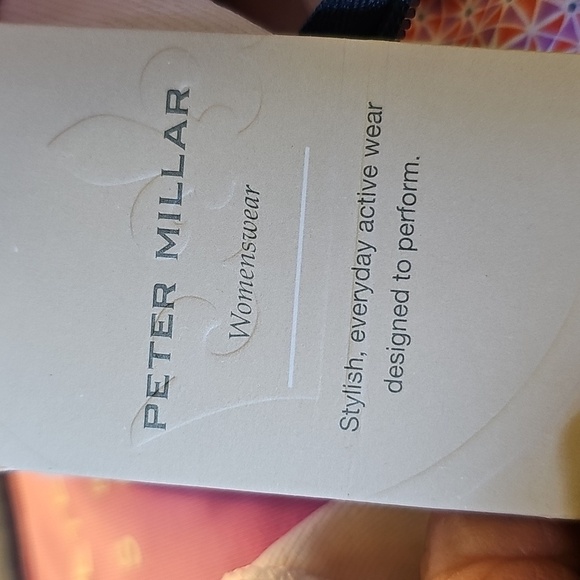 PETER MILLAR
Womenswear
Stylish, everyday active wear
designed to perform.